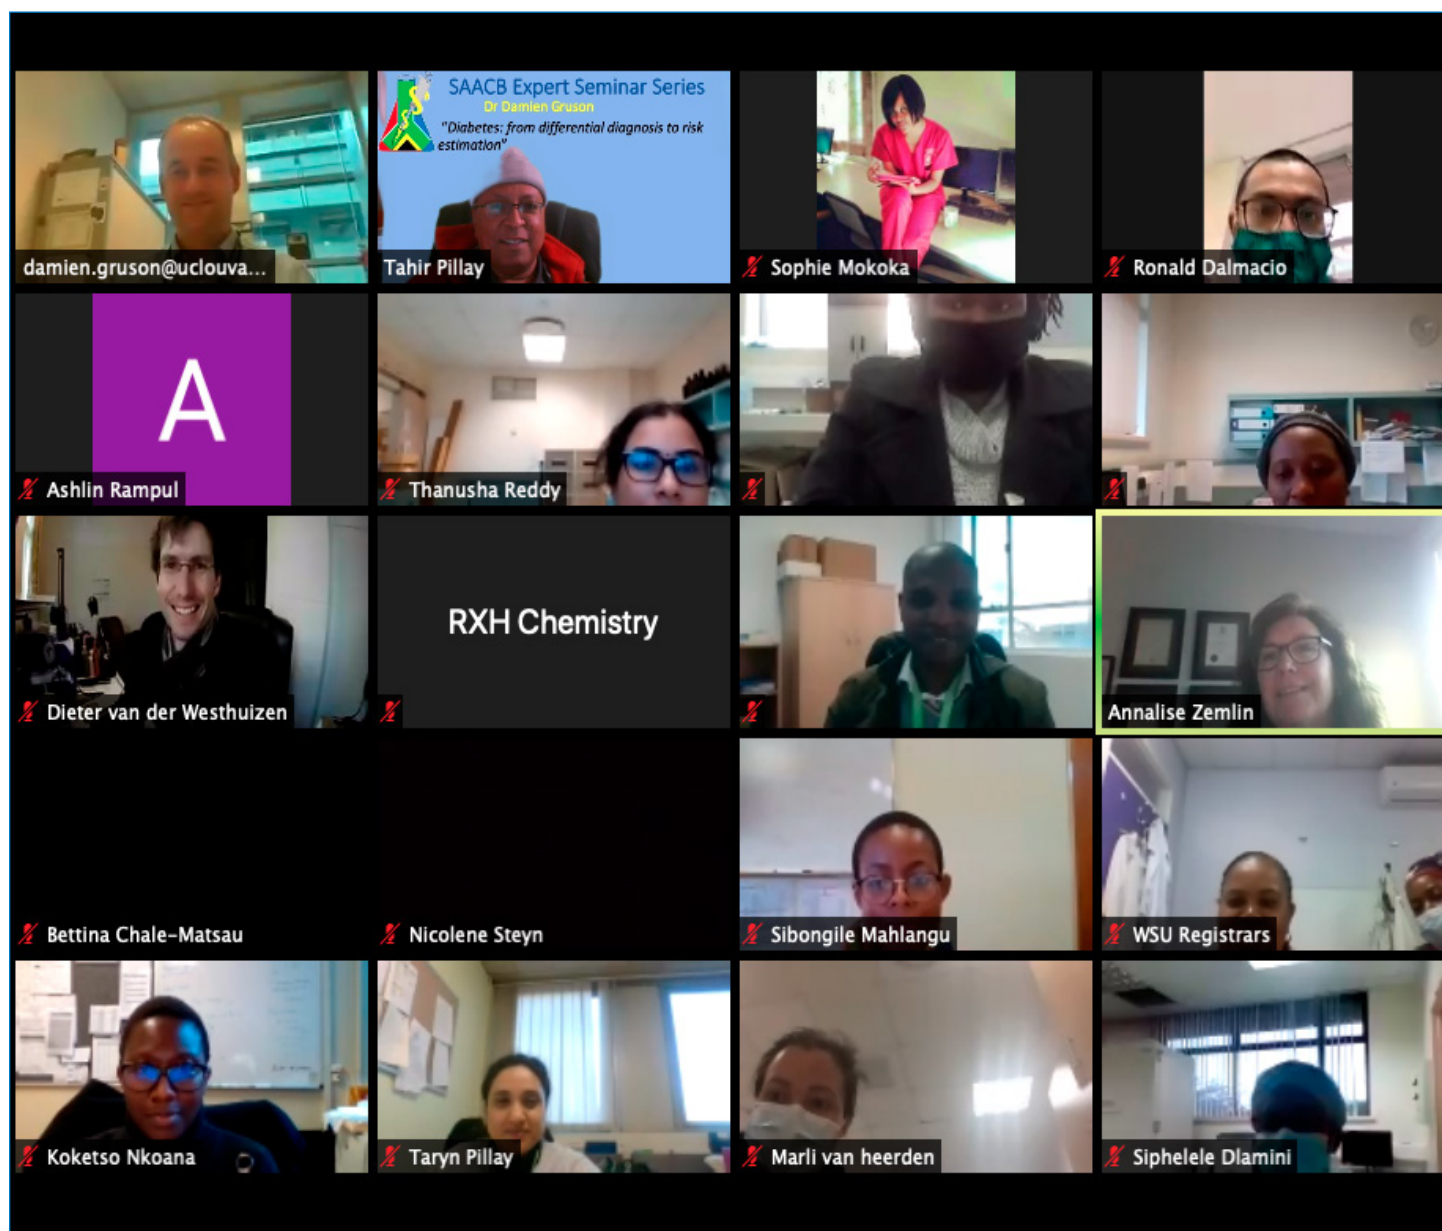 SAACB Expert Seminar Series
Dr Damien Gruson
"Diabetes: from differential diagnosis to risk
estimation"
damien.gruson@uclouva...
Tahir Pillay
Sophie Mokoka
Ronald Dalmacio
A
Ashlin Rampul
Thanusha Reddy
Dieter van der Westhuizen
RXH Chemistry
Annalise Zemlin
Bettina Chale-Matsau
Nicolene Steyn
Sibongile Mahlangu
WSU Registrars
Koketso Nkoana
Taryn Pillay
Marli van heerden
Siphelele Dlamini